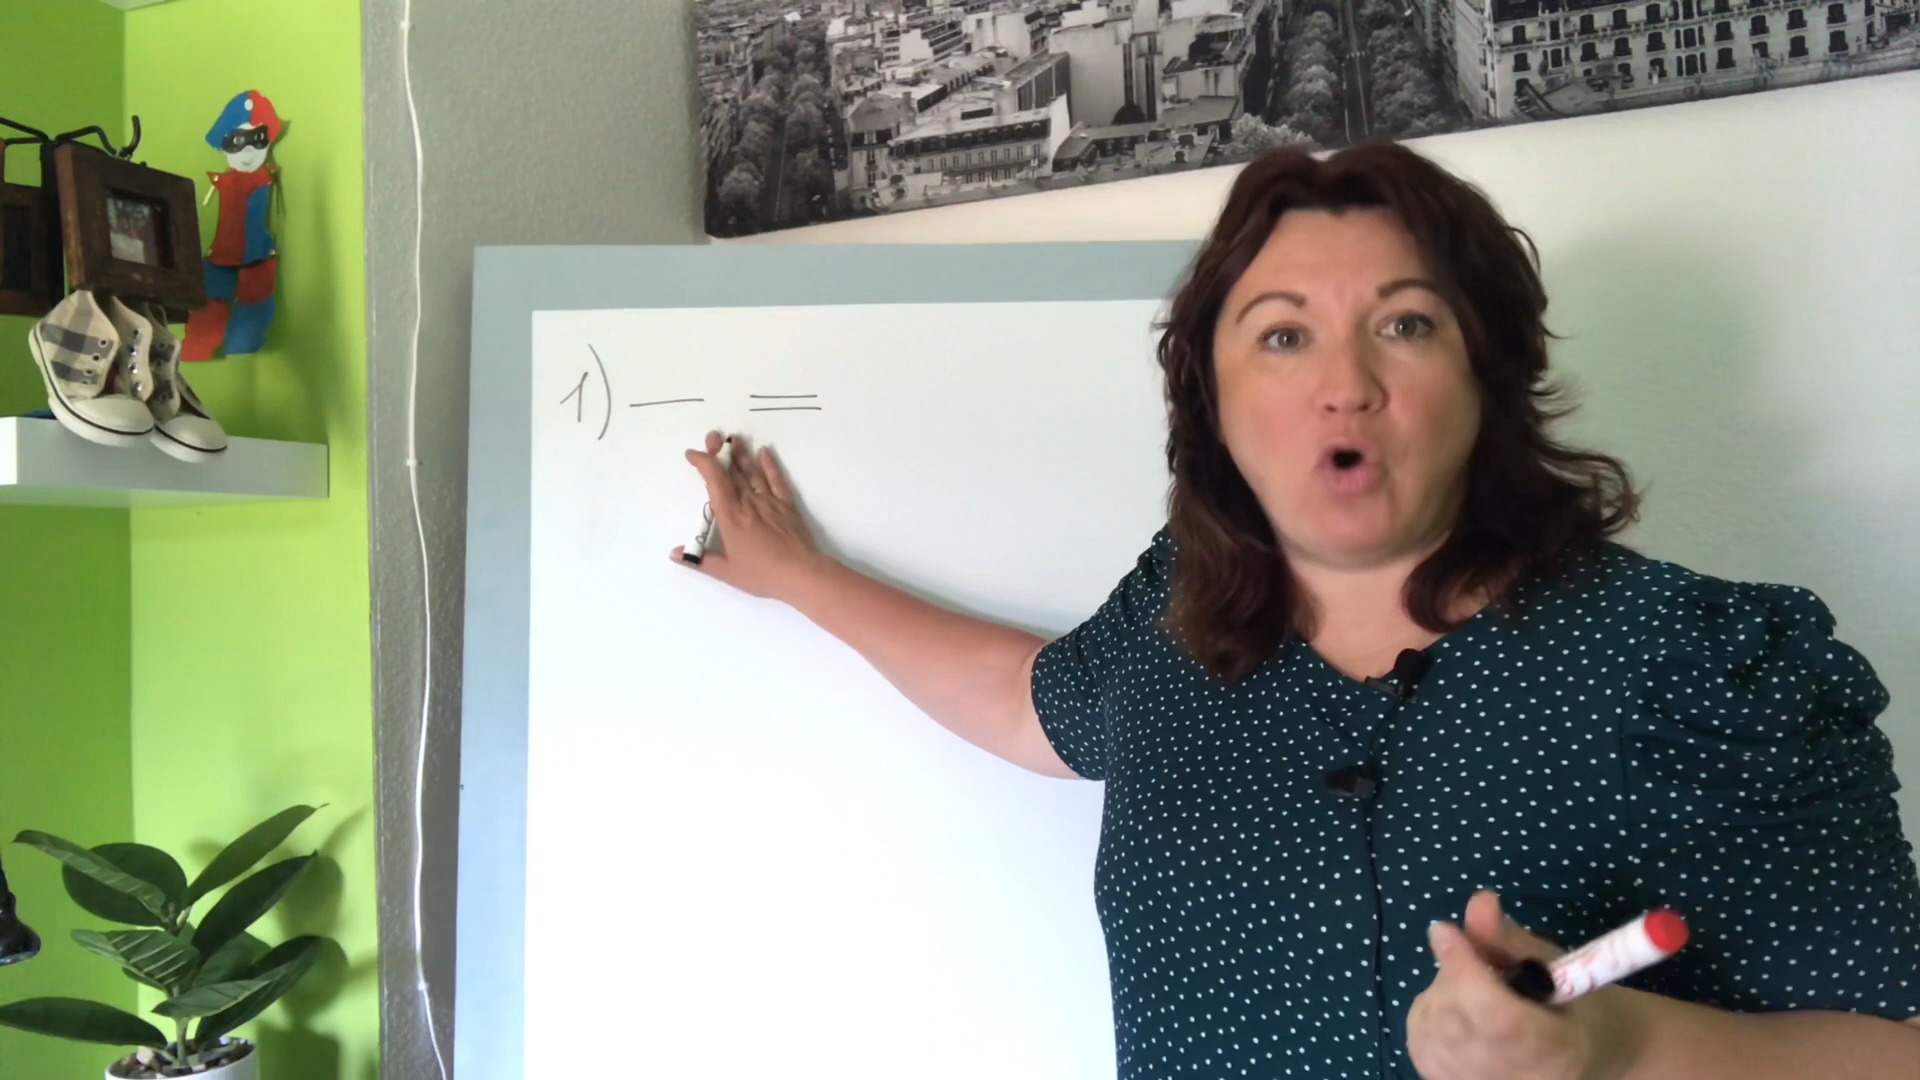 1) — =